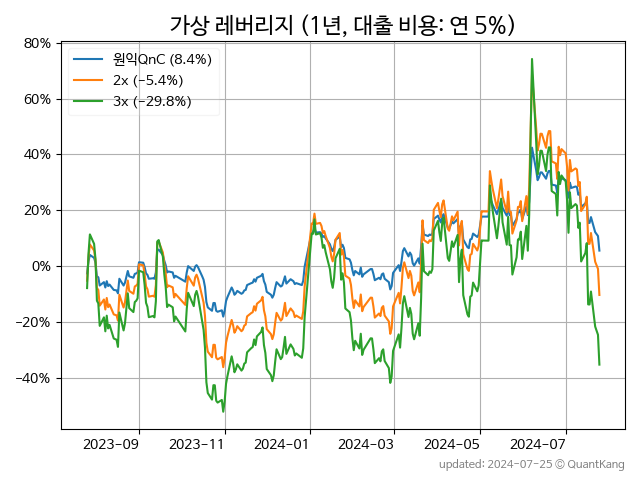 가상 레버리지 (1년, 대출 비용: 연 5%)
80%
60%
40%
20%
0%
−20%
−40%
원익QnC (8.4%)
2x (−5.4%)
3x (−29.8%)
2023-09
2023-11
2024-01
2024-03
2024-05
2024-07
updated: 2024-07-25 © QuantKang